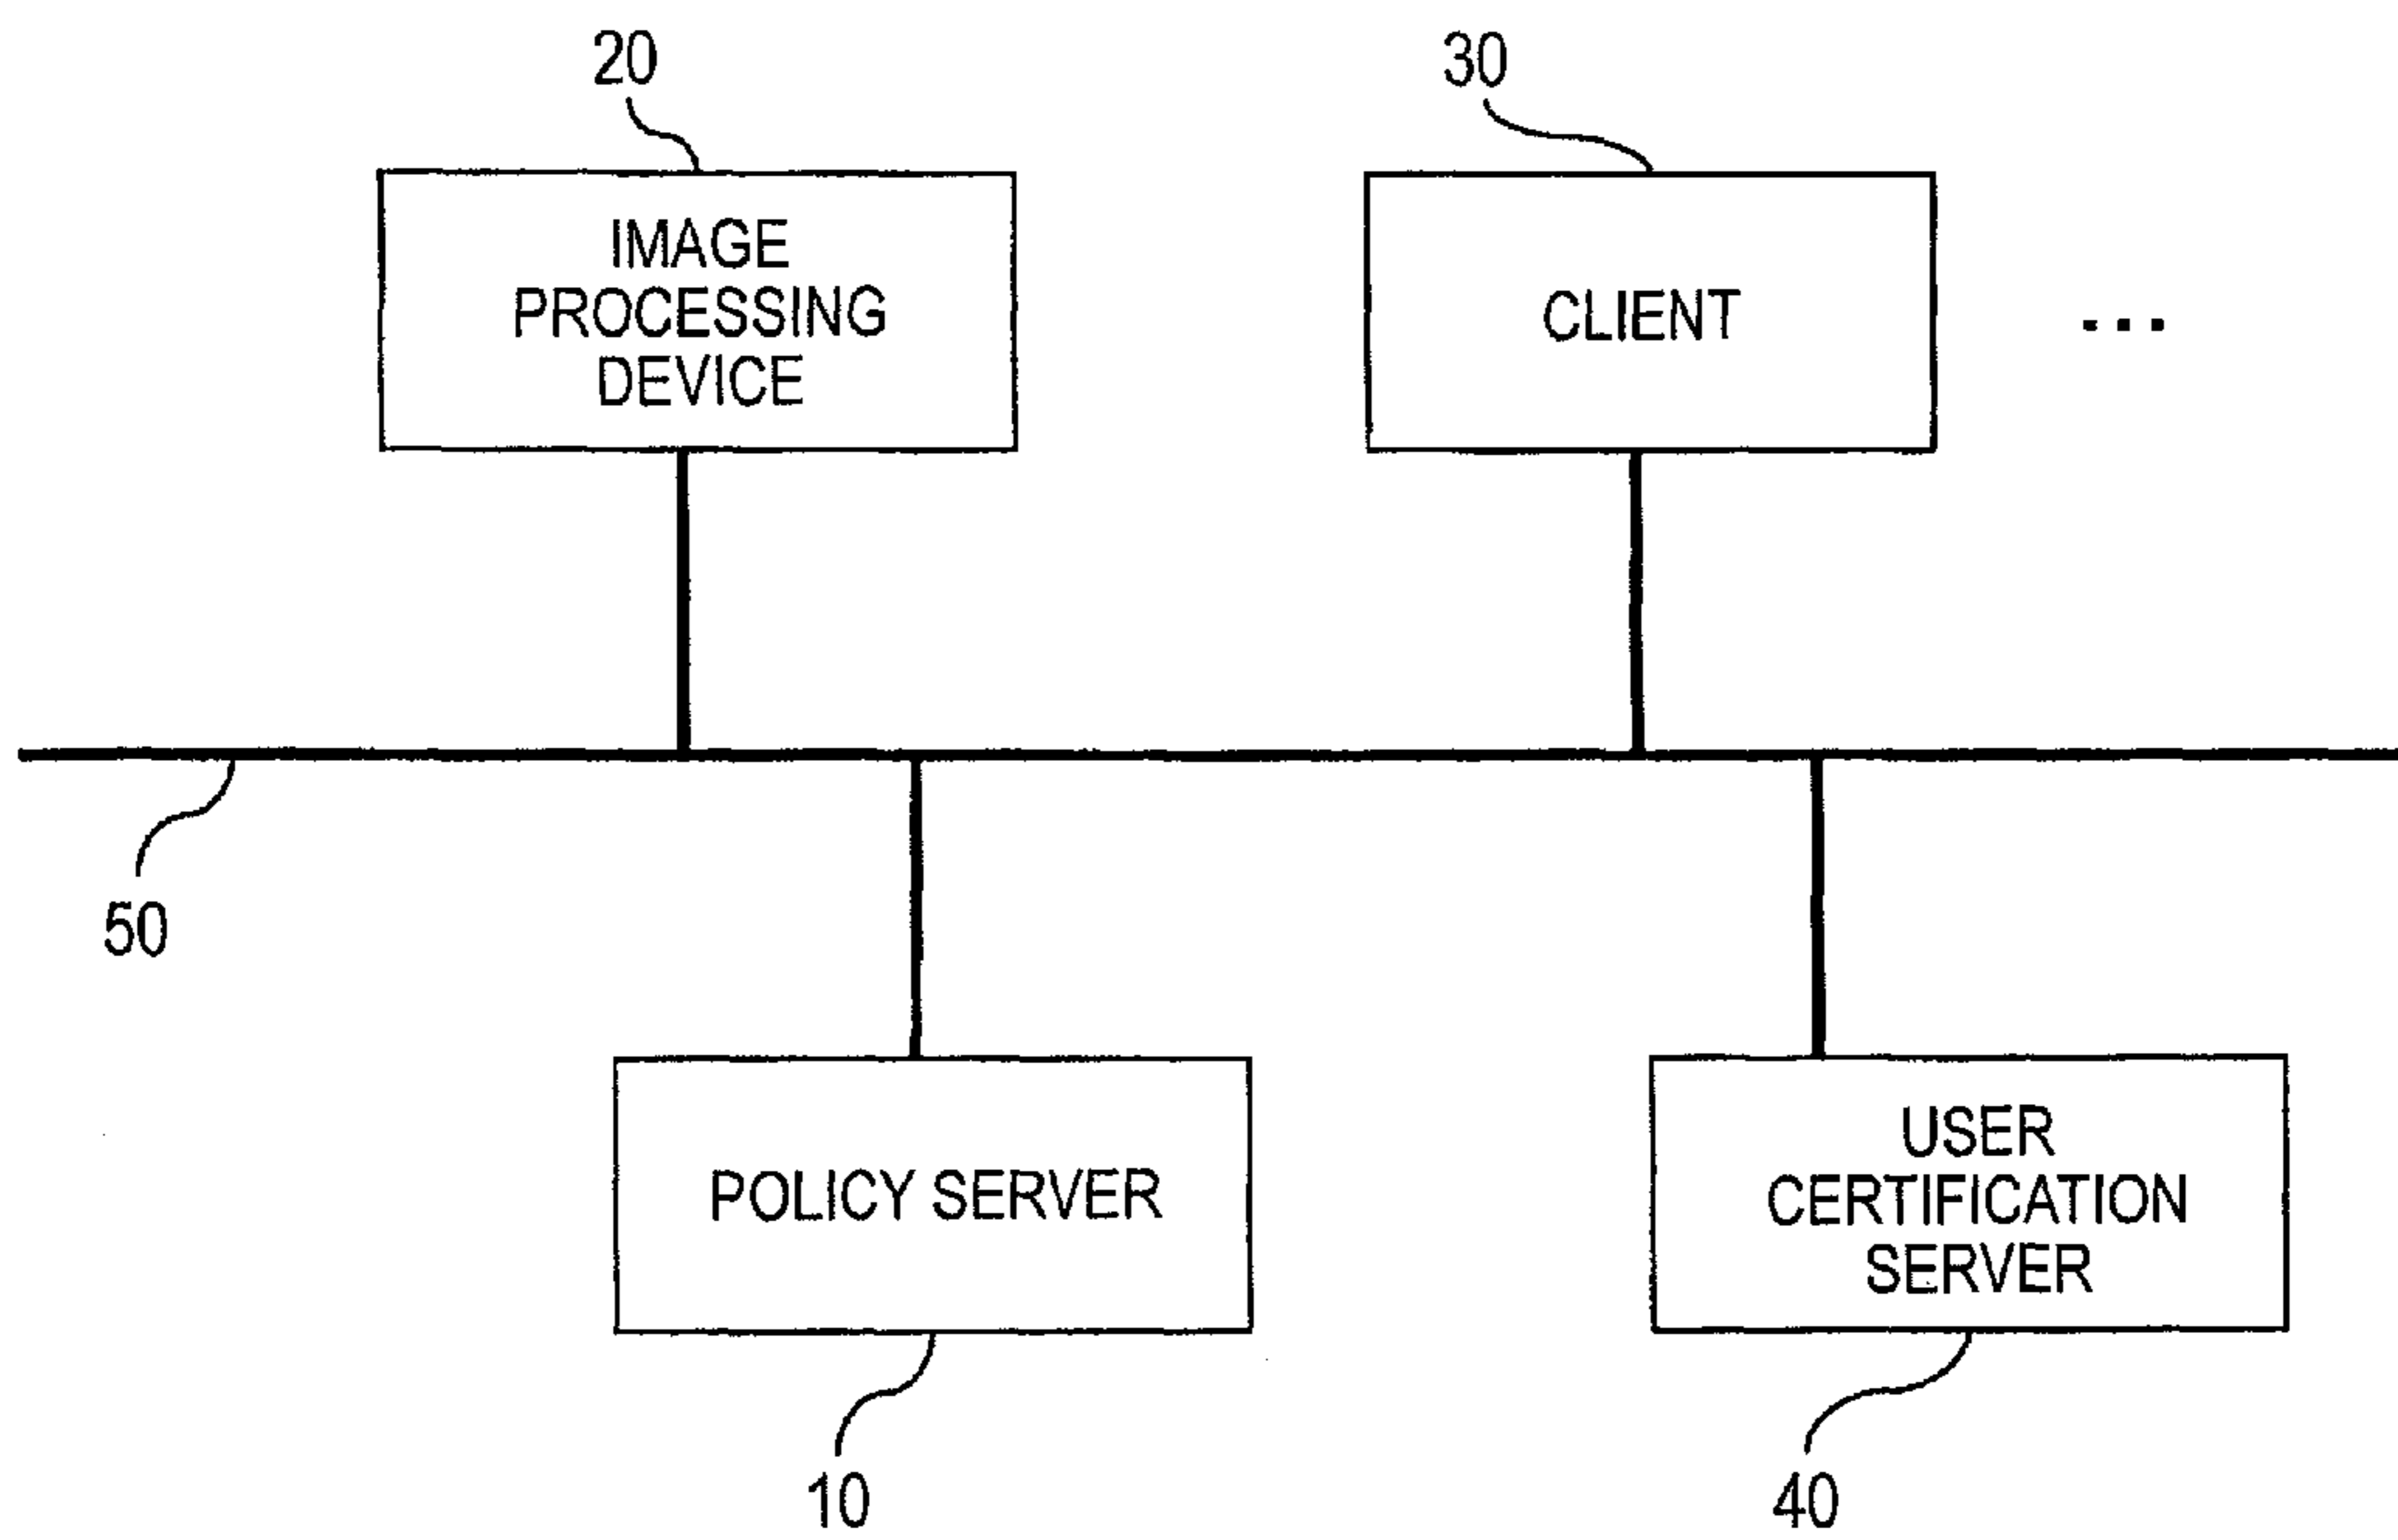 20
30
IMAGE
PROCESSING
DEVICE
CLIENT
...
50
POLICY SERVER
USER
CERTIFICATION
SERVER
10
40